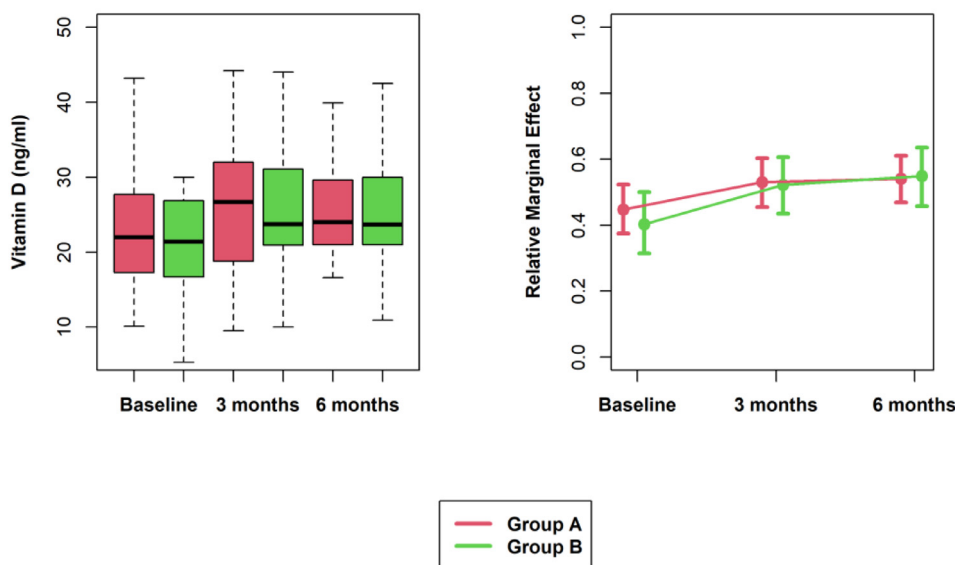 Vitamin D (ng/ml)
50
40
30
20
10
Baseline 3 months 6 months
Relative Marginal Effect
1.0
0.8
0.6
0.4
0.2
0.0
Baseline 3 months 6 months
Group A
Group B